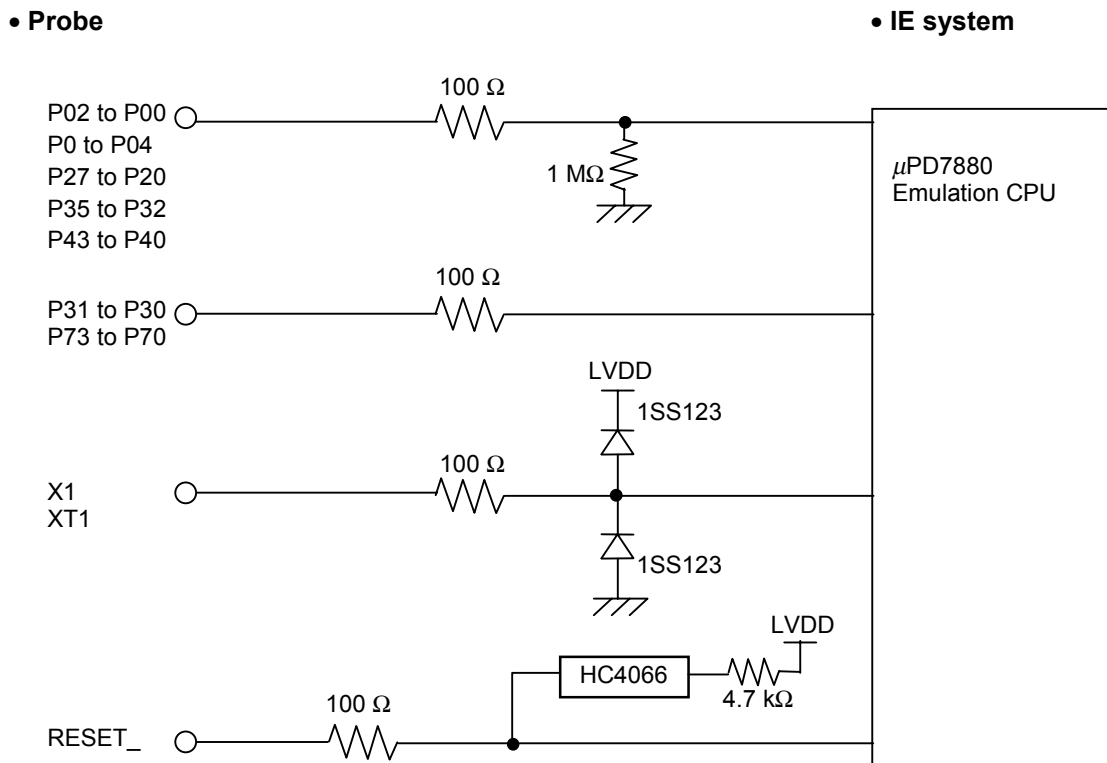 • Probe
• IE system
100 Ω
P02 to P00
P0 to P04
P27 to P20
P35 to P32
P43 to P40
1 MΩ
μPD7880
Emulation CPU
100 Ω
P31 to P30
P73 to P70
LVDD
1SS123
100 Ω
X1
XT1
1SS123
LVDD
HC4066
4.7 kΩ
100 Ω
RESET_